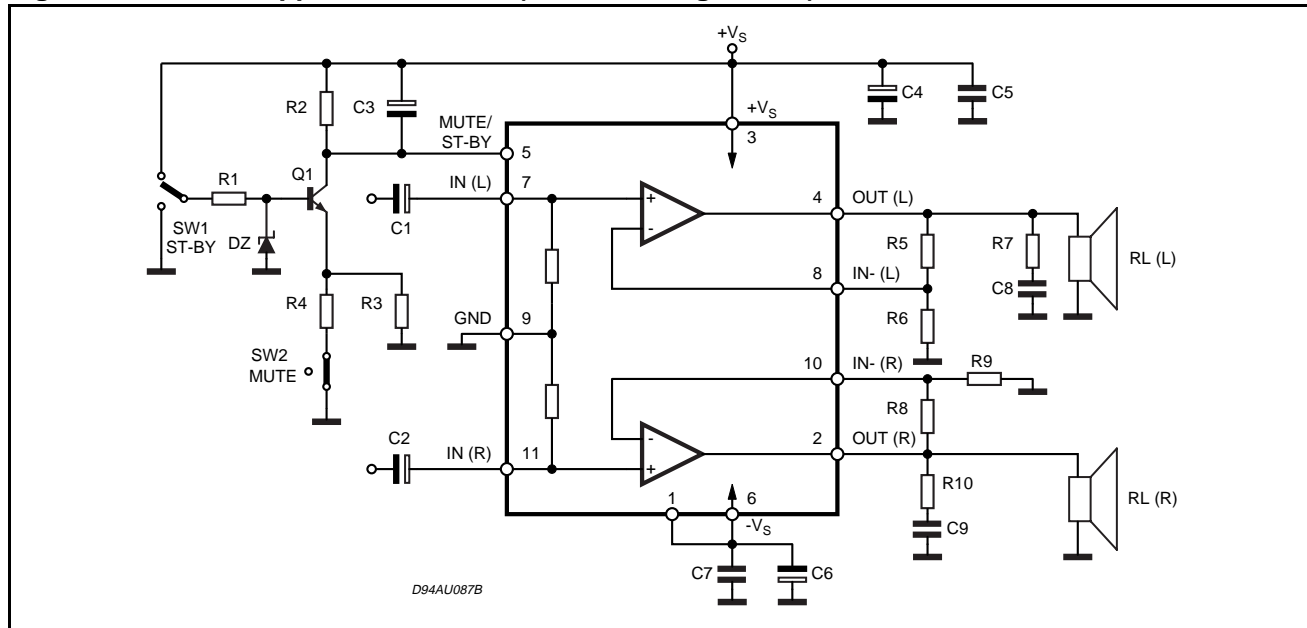 +VS
R2
C3
C4
C5
+VS
MUTE/
ST-BY
5
3
R1
Q1
IN (L)
7
4
OUT (L)
+
-
C1
SW1
ST-BY
DZ
R5
R7
RL (L)
8
IN- (L)
C8
R4
R3
GND
9
R6
SW2
MUTE
10
IN- (R)
R9
R8
C2
IN (R)
11
-
+
2
OUT (R)
R10
RL (R)
1
6
-VS
C9
C7
C6
D94AU087B